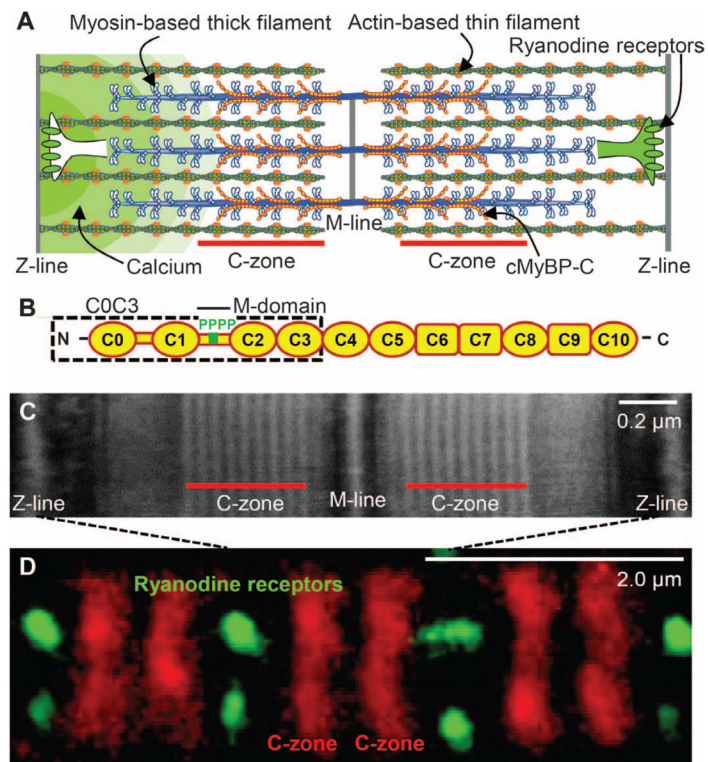 A
Myosin-based thick filament
Actin-based thin filament
Ryanodine receptors
M-line
Z-line
Calcium
C-zone
C-zone
cMyBP-C
Z-line
B
C0C3
M-domain
PPPP
N - C0 C1 C2 C3 C4 C5 C6 C7 C8 C9 C10 - C
C
0.2 µm
Z-line
C-zone
M-line
C-zone
Z-line
D
2.0 µm
Ryanodine receptors
C-zone C-zone